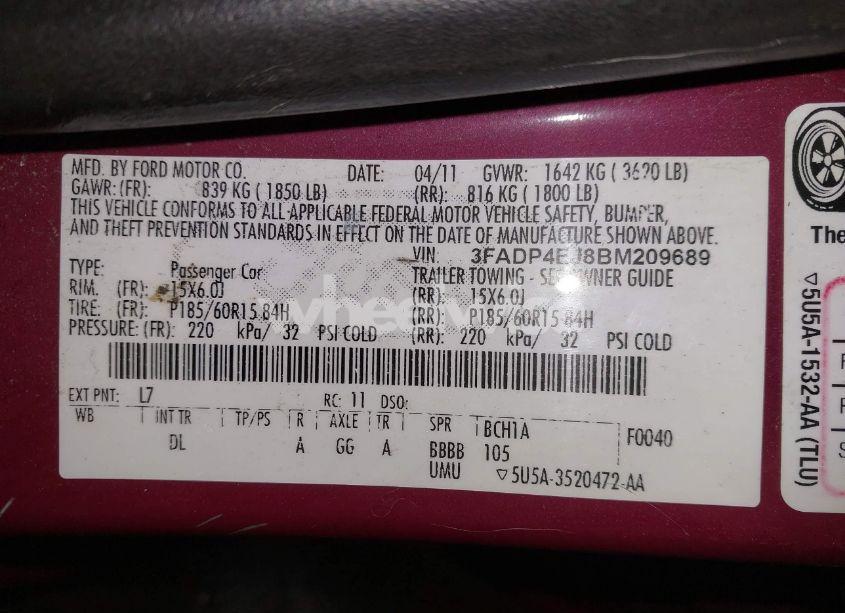 MFD. BY FORD MOTOR CO. DATE: 04/11 GVWR: 1642 KG ( 3620 LB)
GAWR: (FR): 839 KG ( 1850 LB) (RR): 816 KG ( 1800 LB)
THIS VEHICLE CONFORMS TO ALL APPLICABLE FEDERAL MOTOR VEHICLE SAFETY, BUMPER,
AND THEFT PREVENTION STANDARDS IN EFFECT ON THE DATE OF MANUFACTURE SHOWN ABOVE.
VIN: 3FADP4EJ8BM209689
TYPE: Passenger Car TRAILER TOWING - SEE OWNER GUIDE
RIM: (FR): 15X6.0J (RR): 15X6.0J
TIRE: (FR): P185/60R15 84H (RR): P185/60R15 84H
PRESSURE: (FR): 220 kPa/ 32 PSI COLD (RR): 220 kPa/ 32 PSI COLD
EXT PNT: L7 RC: 11 DSO:
WB INT TR TP/PS R AXLE TR SPR BCH1A F0040
DL A GG A BBBB 105
UMU ▽5U5A-3520472-AA
The
▽5U5A-1532-AA (TLU)